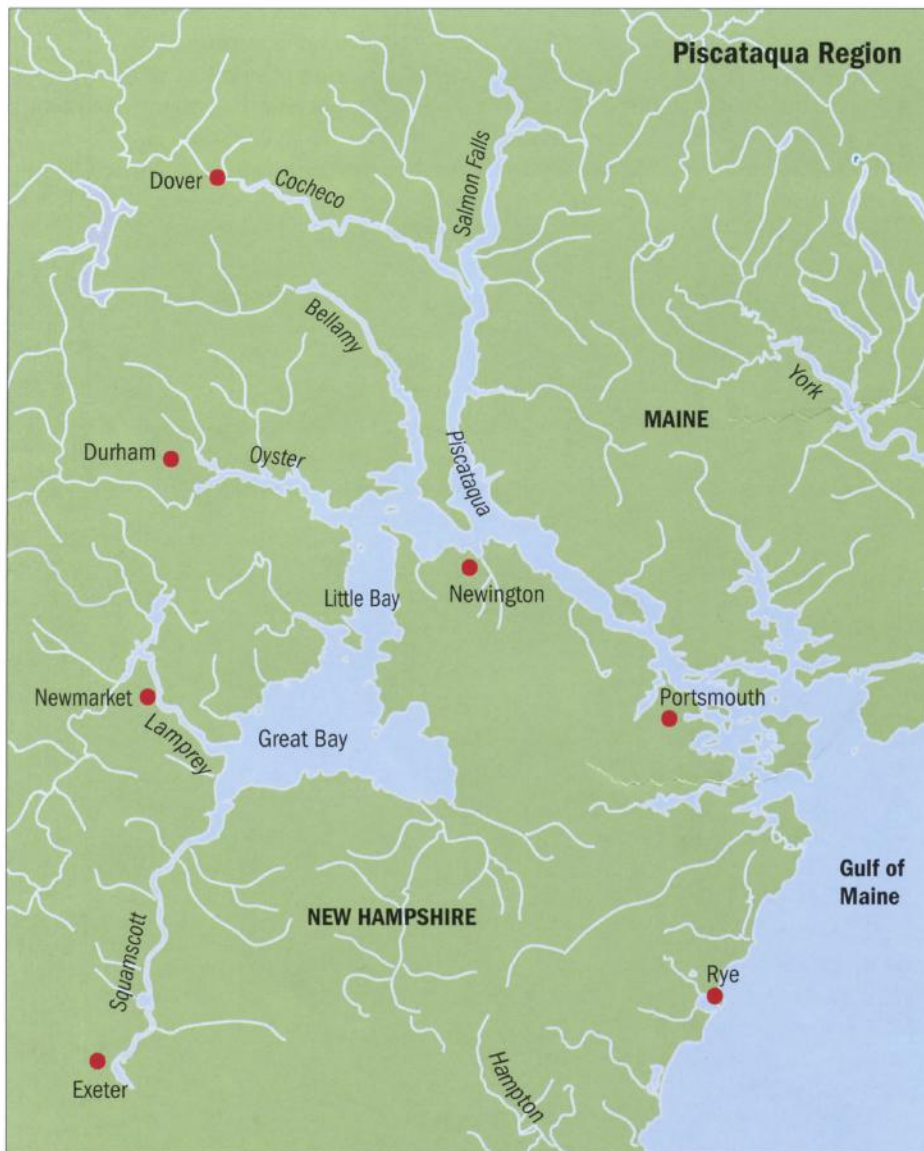 Piscataqua Region
Dover
Cocheco
Salmon Falls
Bellamy
York
MAINE
Durham
Oyster
Piscataqua
Little Bay
Newington
Newmarket
Lamprey
Great Bay
Portsmouth
Gulf of
Maine
NEW HAMPSHIRE
Squamscott
Rye
Exeter
Hampton